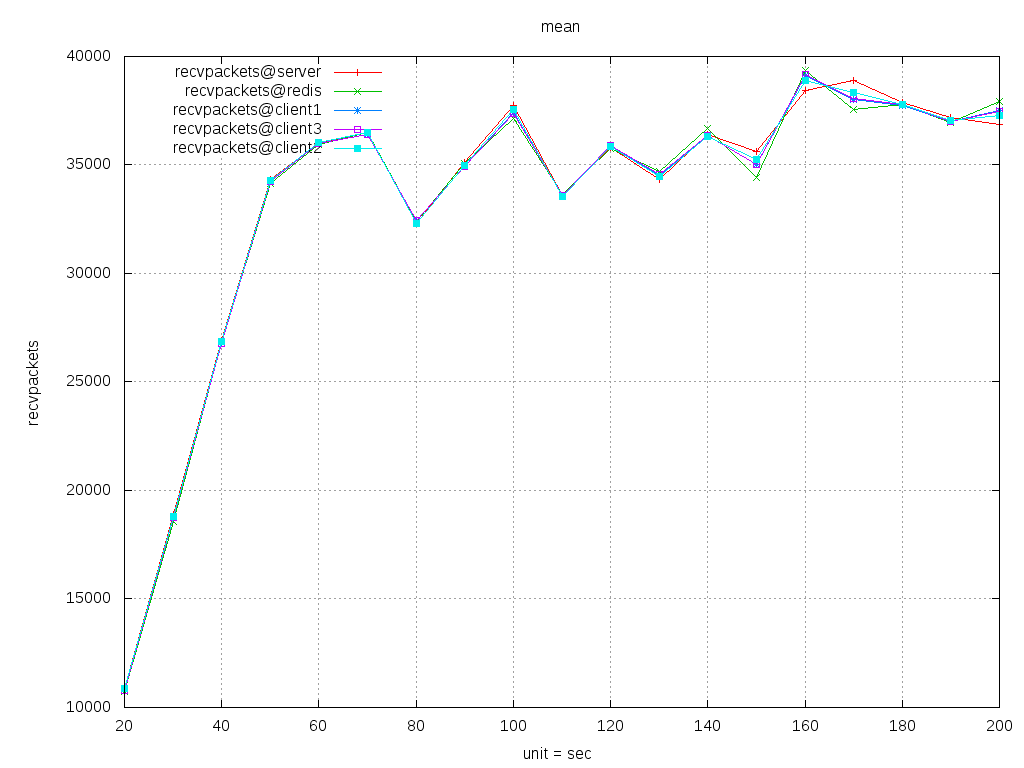 mean
40000
35000
30000
25000
20000
15000
10000
recvpackets
recvpackets@server
recvpackets@redis
recvpackets@client1
recvpackets@client3
recvpackets@client2
20 40 60 80 100 120 140 160 180 200
unit = sec